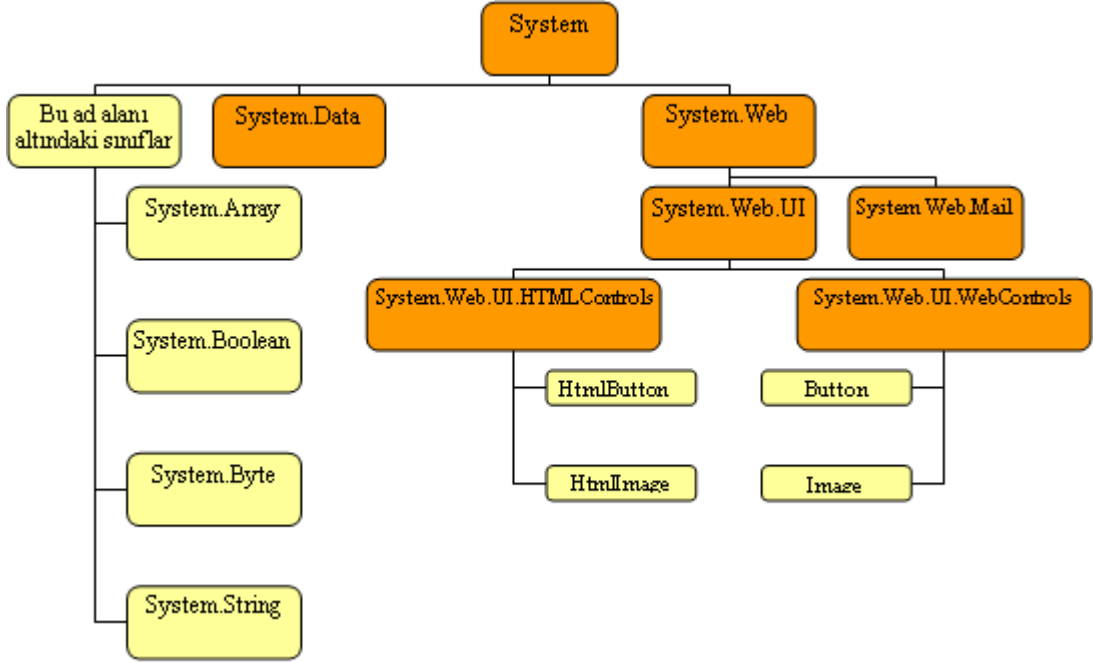 System
Bu ad alanı
altındaki sınıflar
System.Data
System.Web
System.Array
System.Web.UI
System Web.Mail
System.Web.UI.HTMLControls
System.Web.UI.WebControls
System.Boolean
HtmlButton
Button
System.Byte
HtmlImage
Image
System.String